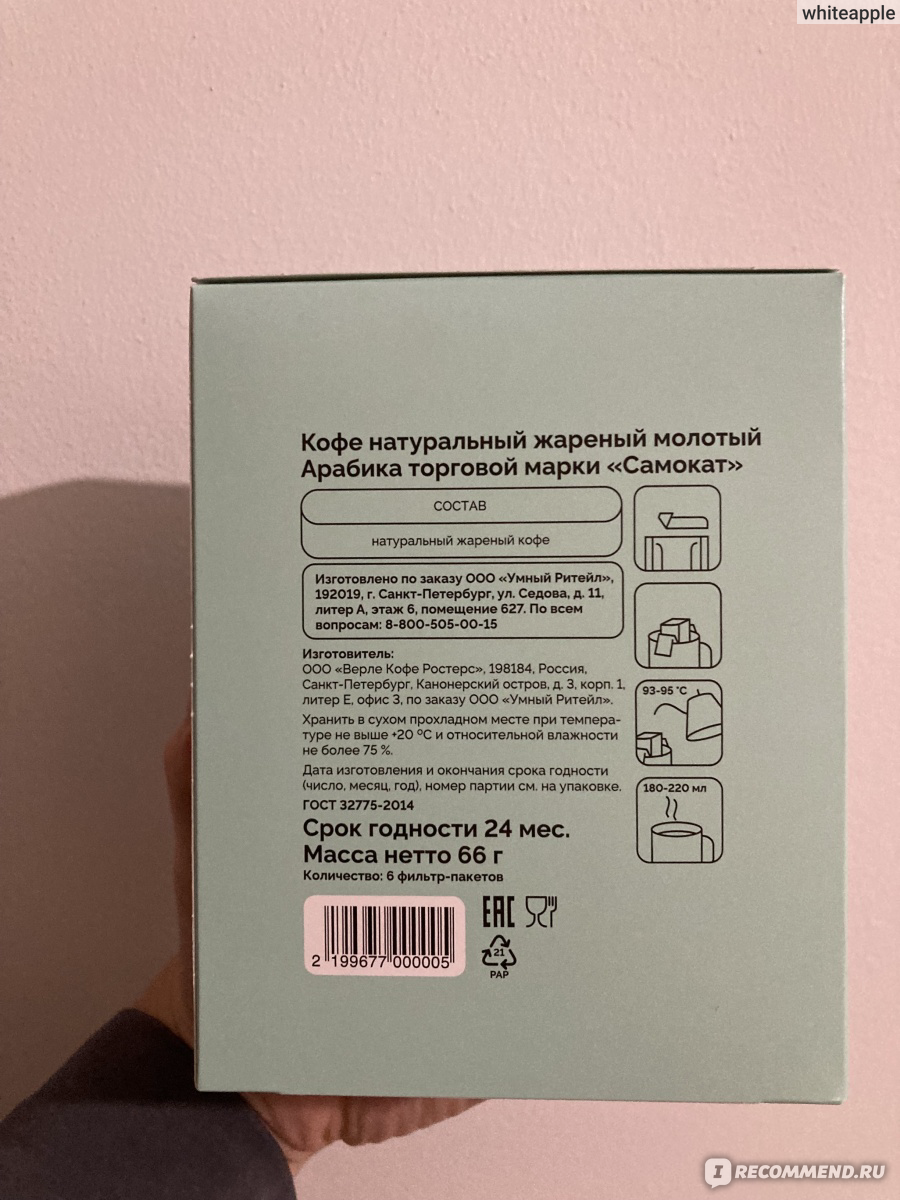 whiteapple
Кофе натуральный жареный молотый
Арабика торговой марки «Самокат»
СОСТАВ
натуральный жареный кофе
Изготовлено по заказу ООО «Умный Ритейл»,
192019, г. Санкт-Петербург, ул. Седова, д. 11,
литер А, этаж 6, помещение 627. По всем
вопросам: 8-800-505-00-15
Изготовитель:
ООО «Верле Кофе Ростерс», 198184, Россия,
Санкт-Петербург, Канонерский остров, д. 3, корп. 1,
литер Е, офис 3, по заказу ООО «Умный Ритейл».
Хранить в сухом прохладном месте при темпера-
туре не выше +20 °С и относительной влажности
не более 75 %.
Дата изготовления и окончания срока годности
(число, месяц, год), номер партии см. на упаковке.
ГОСТ 32775-2014
Срок годности 24 мес.
Масса нетто 66 г
Количество: 6 фильтр-пакетов
93-95 °С
180-220 мл
2 199677 000005
ЕАС
21
PAP
I RECOMMEND.RU